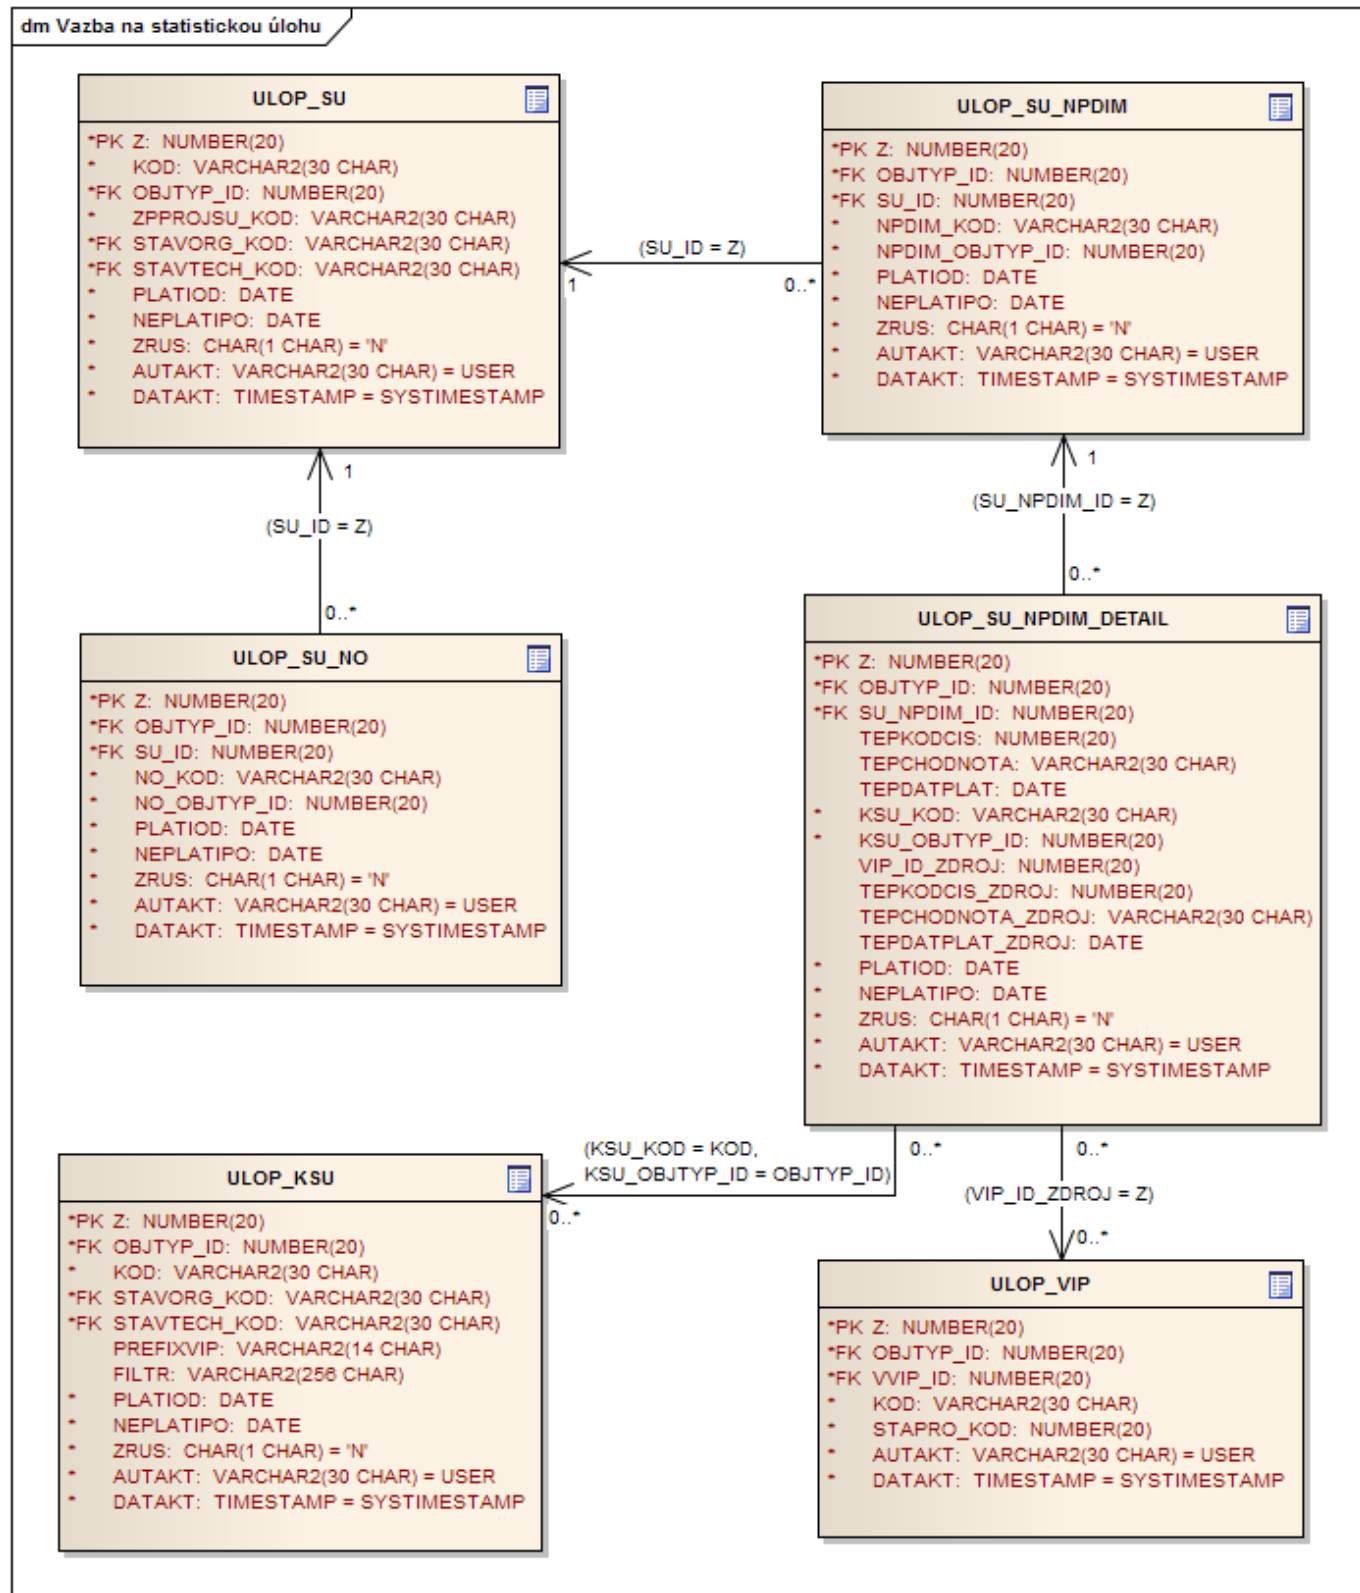 dm Vazba na statistickou úlohu
ULOP_SU
*PK Z: NUMBER(20)
* KOD: VARCHAR2(30 CHAR)
*FK OBJTYP_ID: NUMBER(20)
* ZPPROJSU_KOD: VARCHAR2(30 CHAR)
*FK STAVORG_KOD: VARCHAR2(30 CHAR)
*FK STAVTECH_KOD: VARCHAR2(30 CHAR)
* PLATIOD: DATE
* NEPLATIPO: DATE
* ZRUS: CHAR(1 CHAR) = 'N'
* AUTAKT: VARCHAR2(30 CHAR) = USER
* DATAKT: TIMESTAMP = SYSTIMESTAMP
(SU_ID = Z)
1
0..*
ULOP_SU_NPDIM
*PK Z: NUMBER(20)
*FK OBJTYP_ID: NUMBER(20)
*FK SU_ID: NUMBER(20)
* NPDIM_KOD: VARCHAR2(30 CHAR)
* NPDIM_OBJTYP_ID: NUMBER(20)
* PLATIOD: DATE
* NEPLATIPO: DATE
* ZRUS: CHAR(1 CHAR) = 'N'
* AUTAKT: VARCHAR2(30 CHAR) = USER
* DATAKT: TIMESTAMP = SYSTIMESTAMP
1
(SU_ID = Z)
0..*
1
(SU_NPDIM_ID = Z)
0..*
ULOP_SU_NO
*PK Z: NUMBER(20)
*FK OBJTYP_ID: NUMBER(20)
*FK SU_ID: NUMBER(20)
* NO_KOD: VARCHAR2(30 CHAR)
* NO_OBJTYP_ID: NUMBER(20)
* PLATIOD: DATE
* NEPLATIPO: DATE
* ZRUS: CHAR(1 CHAR) = 'N'
* AUTAKT: VARCHAR2(30 CHAR) = USER
* DATAKT: TIMESTAMP = SYSTIMESTAMP
ULOP_SU_NPDIM_DETAIL
*PK Z: NUMBER(20)
*FK OBJTYP_ID: NUMBER(20)
*FK SU_NPDIM_ID: NUMBER(20)
TEPKODCIS: NUMBER(20)
TEPCHODNOTA: VARCHAR2(30 CHAR)
TEPDATPLAT: DATE
* KSU_KOD: VARCHAR2(30 CHAR)
* KSU_OBJTYP_ID: NUMBER(20)
VIP_ID_ZDROJ: NUMBER(20)
TEPKODCIS_ZDROJ: NUMBER(20)
TEPCHODNOTA_ZDROJ: VARCHAR2(30 CHAR)
TEPDATPLAT_ZDROJ: DATE
* PLATIOD: DATE
* NEPLATIPO: DATE
* ZRUS: CHAR(1 CHAR) = 'N'
* AUTAKT: VARCHAR2(30 CHAR) = USER
* DATAKT: TIMESTAMP = SYSTIMESTAMP
(KSU_KOD = KOD,
KSU_OBJTYP_ID = OBJTYP_ID)
0..*
0..*
0..*
(VIP_ID_ZDROJ = Z)
0..*
ULOP_KSU
*PK Z: NUMBER(20)
*FK OBJTYP_ID: NUMBER(20)
* KOD: VARCHAR2(30 CHAR)
*FK STAVORG_KOD: VARCHAR2(30 CHAR)
*FK STAVTECH_KOD: VARCHAR2(30 CHAR)
PREFIXVIP: VARCHAR2(14 CHAR)
FILTR: VARCHAR2(256 CHAR)
* PLATIOD: DATE
* NEPLATIPO: DATE
* ZRUS: CHAR(1 CHAR) = 'N'
* AUTAKT: VARCHAR2(30 CHAR) = USER
* DATAKT: TIMESTAMP = SYSTIMESTAMP
ULOP_VIP
*PK Z: NUMBER(20)
*FK OBJTYP_ID: NUMBER(20)
*FK VVIP_ID: NUMBER(20)
* KOD: VARCHAR2(30 CHAR)
* STAPRO_KOD: NUMBER(20)
* AUTAKT: VARCHAR2(30 CHAR) = USER
* DATAKT: TIMESTAMP = SYSTIMESTAMP